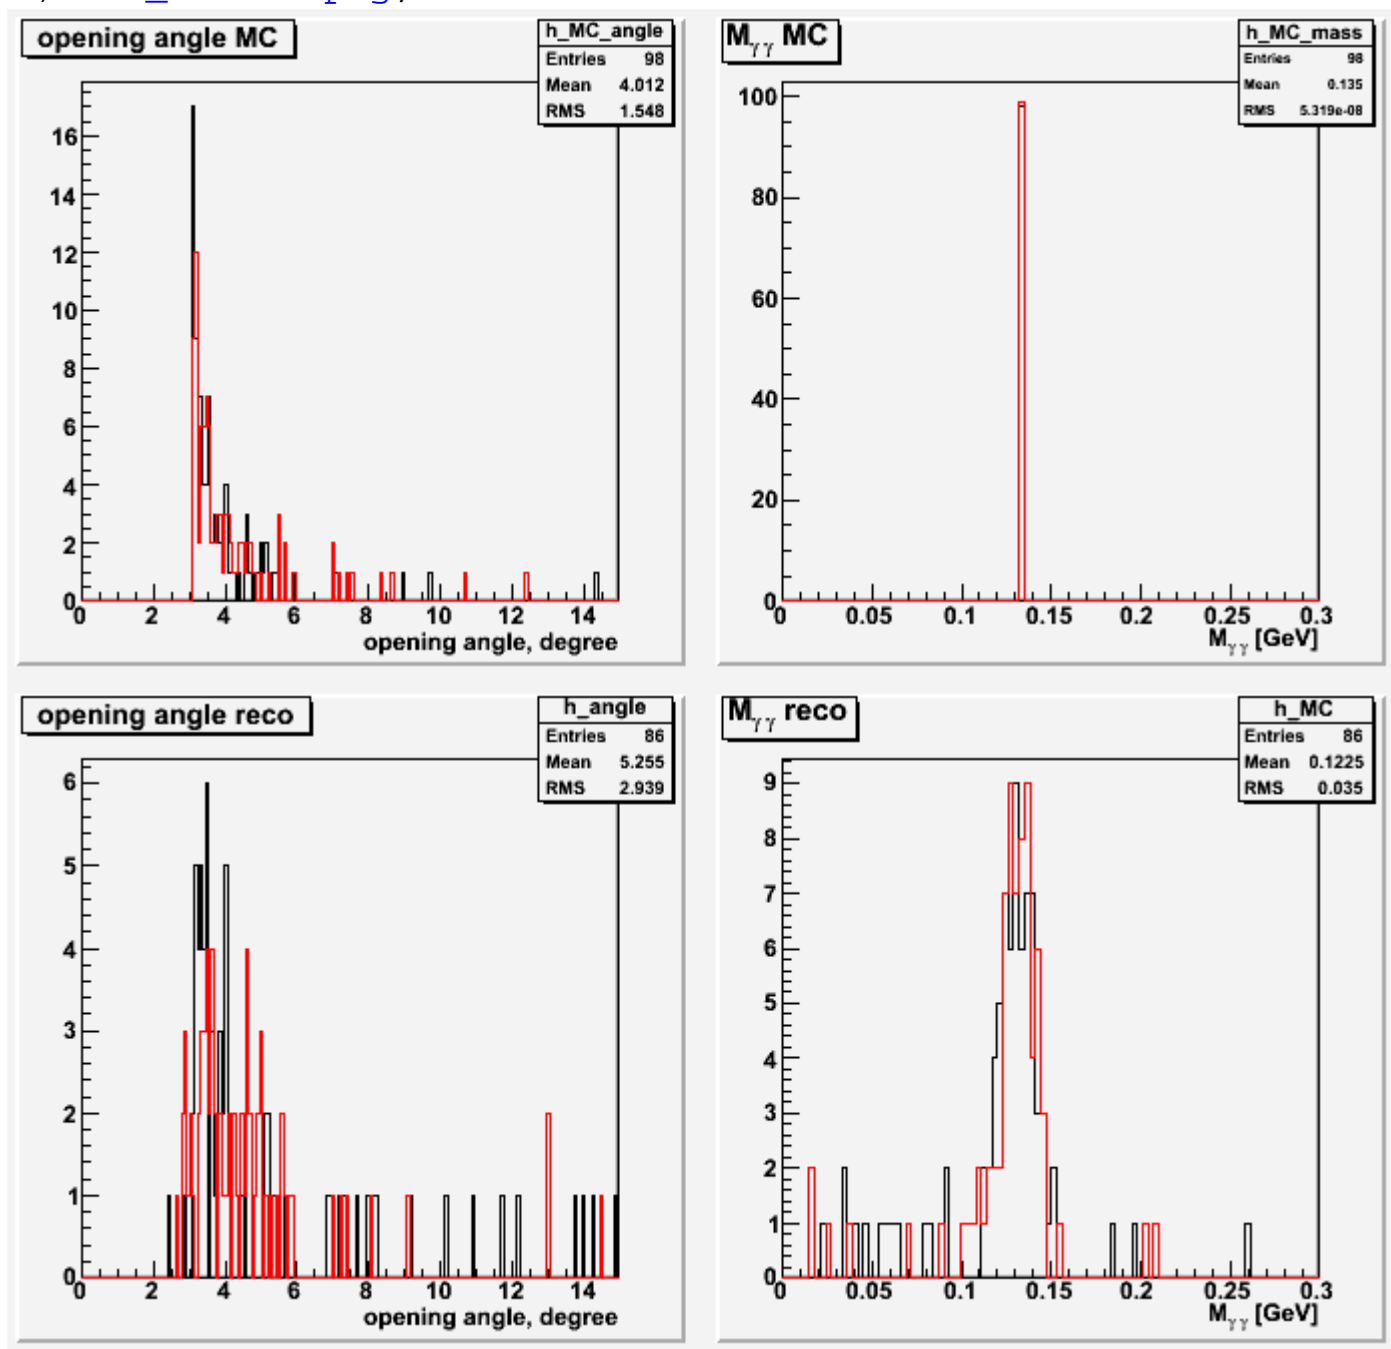 opening angle MC
h_MC_angle
Entries 98
Mean 4.012
RMS 1.548
16
14
12
10
8
6
4
2
0
0 2 4 6 8 10 12 14
opening angle, degree
Mγγ MC
h_MC_mass
Entries 98
Mean 0.135
RMS 5.319e-08
100
80
60
40
20
0
0 0.05 0.1 0.15 0.2 0.25 0.3
Mγγ [GeV]
opening angle reco
h_angle
Entries 86
Mean 5.255
RMS 2.939
6
5
4
3
2
1
0
0 2 4 6 8 10 12 14
opening angle, degree
Mγγ reco
h_MC
Entries 86
Mean 0.1225
RMS 0.035
9
8
7
6
5
4
3
2
1
0
0 0.05 0.1 0.15 0.2 0.25 0.3
Mγγ [GeV]